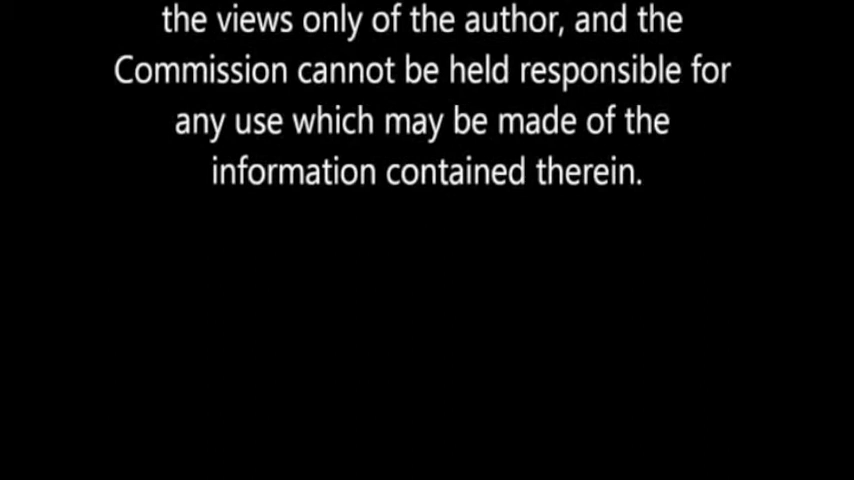 the views only of the author, and the
Commission cannot be held responsible for
any use which may be made of the
information contained therein.